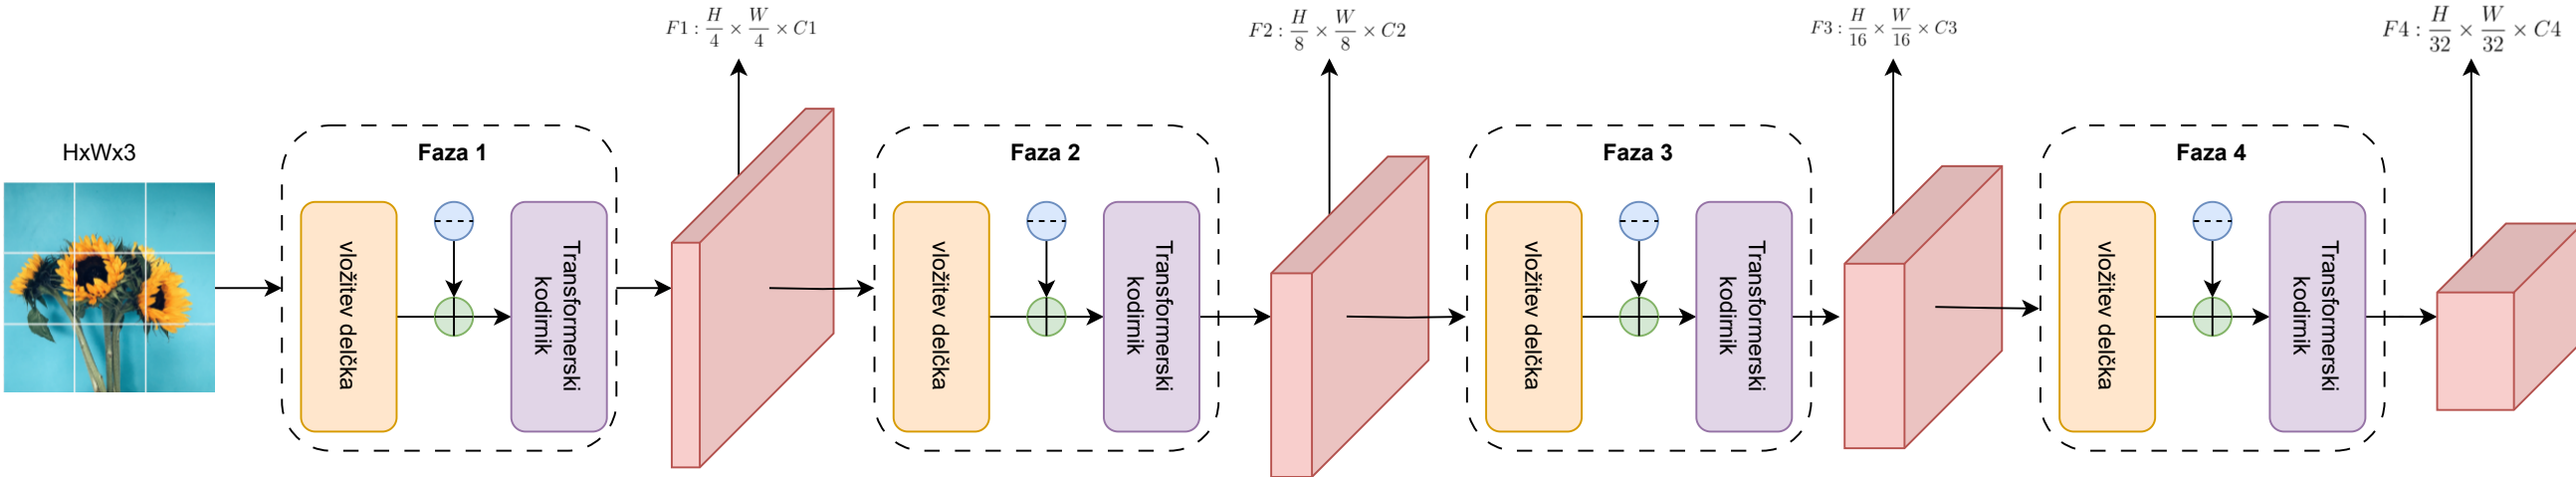 HxWx3
Faza 1
vložitev delčka
Transformerski
kodirnik
F1 : H/4 × W/4 × C1
Faza 2
vložitev delčka
Transformerski
kodirnik
F2 : H/8 × W/8 × C2
Faza 3
vložitev delčka
Transformerski
kodirnik
F3 : H/16 × W/16 × C3
Faza 4
vložitev delčka
Transformerski
kodirnik
F4 : H/32 × W/32 × C4